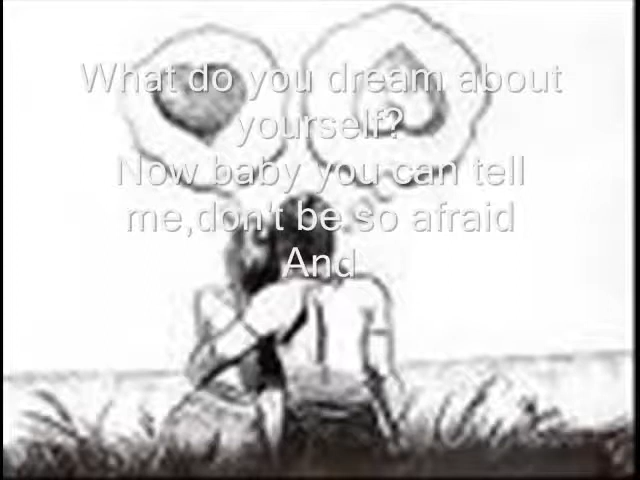 What do you dream about
yourself?
Now baby you can tell
me,don't be so afraid
And